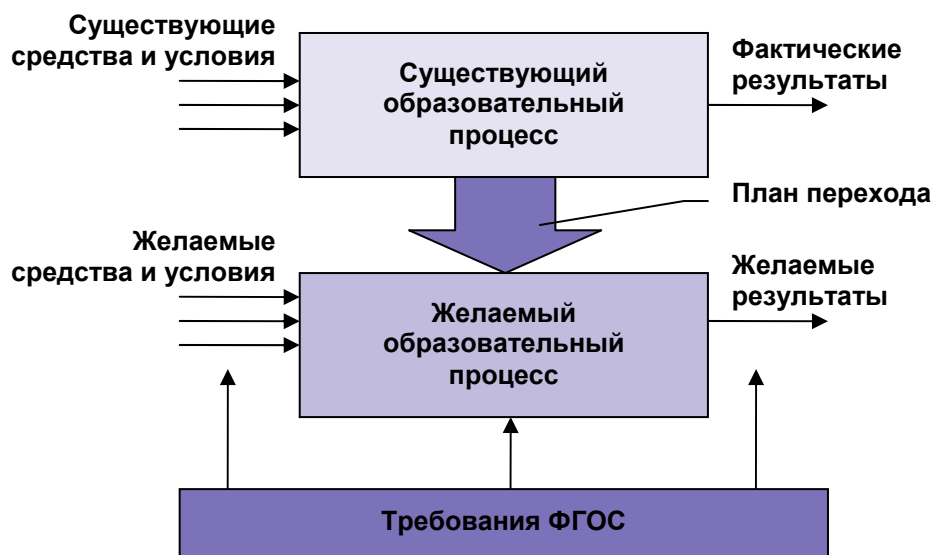 Существующие
средства и условия
Существующий
образовательный
процесс
Фактические
результаты
План перехода
Желаемые
средства и условия
Желаемый
образовательный
процесс
Желаемые
результаты
Требования ФГОС